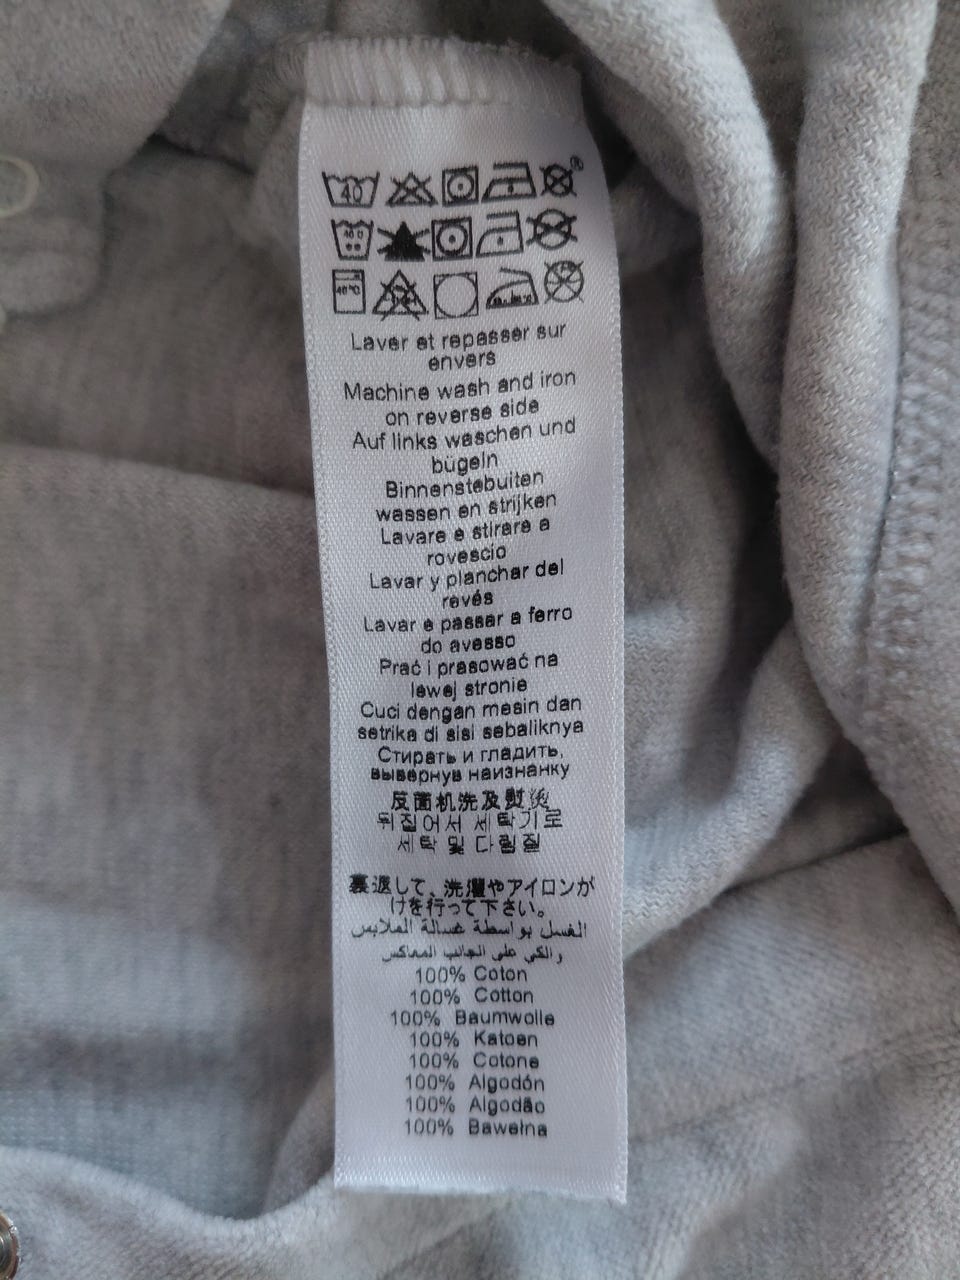 40
40
40°C
Laver et repasser sur
envers
Machine wash and iron
on reverse side
Auf links waschen und
bügeln
Binnenstebuiten
wassen en strijken
Lavare e stirare a
rovescio
Lavar y planchar del
revés
Lavar e passar a ferro
do avesso
Prać i prasować na
lewej stronie
Cuci dengan mesin dan
setrika di sisi sebaliknya
Стирать и гладить,
вывернув наизнанку
反面机洗及熨烫
뒤집어서 세탁기로
세탁 및 다림질
裏返して、洗濯やアイロンが
けを行って下さい。
الغسل بواسطة غسالة الملابس
والكي على الجانب المعاكس
100% Coton
100% Cotton
100% Baumwolle
100% Katoen
100% Cotone
100% Algodón
100% Algodão
100% Bawełna